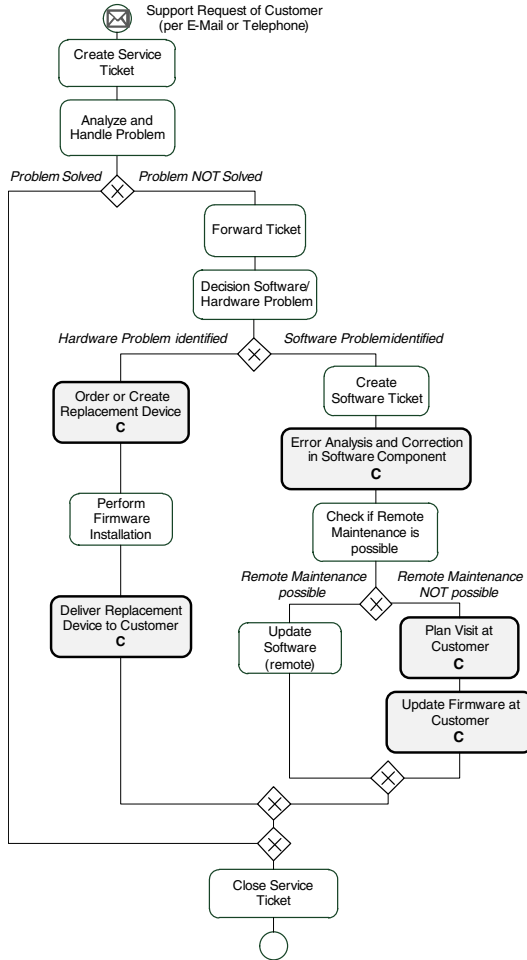 Support Request of Customer
(per E-Mail or Telephone)
Create Service
Ticket
Analyze and
Handle Problem
Problem Solved
Problem NOT Solved
Forward Ticket
Decision Software/
Hardware Problem
Hardware Problem identified
Software Problemidentified
Order or Create
Replacement Device
C
Create
Software Ticket
Error Analysis and Correction
in Software Component
C
Perform
Firmware
Installation
Check if Remote
Maintenance is
possible
Remote Maintenance
possible
Remote Maintenance
NOT possible
Deliver Replacement
Device to Customer
C
Update
Software
(remote)
Plan Visit at
Customer
C
Update Firmware at
Customer
C
Close Service
Ticket